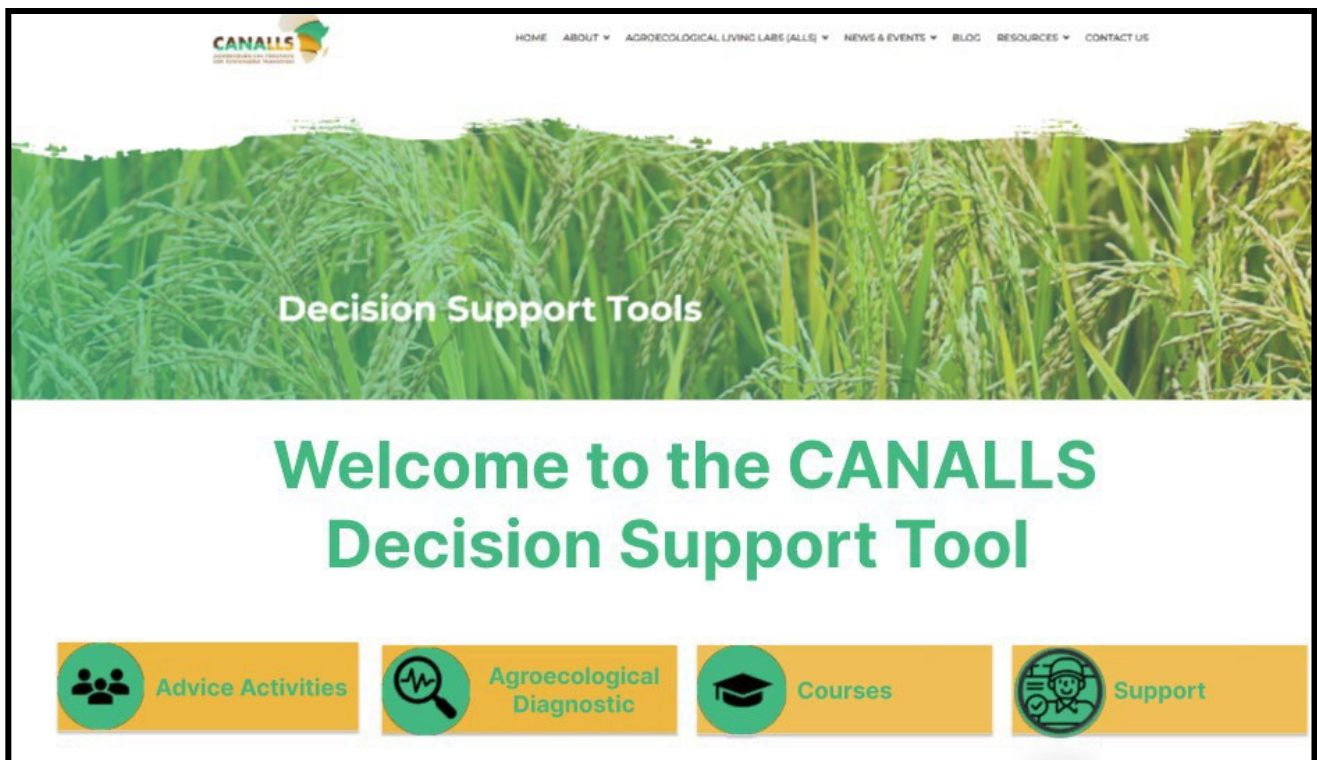 CANALLS
HOME ABOUT AGROECOLOGICAL LIVING LABS (ALLS) NEWS & EVENTS BLOG RESOURCES CONTACT US
Decision Support Tools
Welcome to the CANALLS
Decision Support Tool
Advice Activities
Agroecological
Diagnostic
Courses
Support